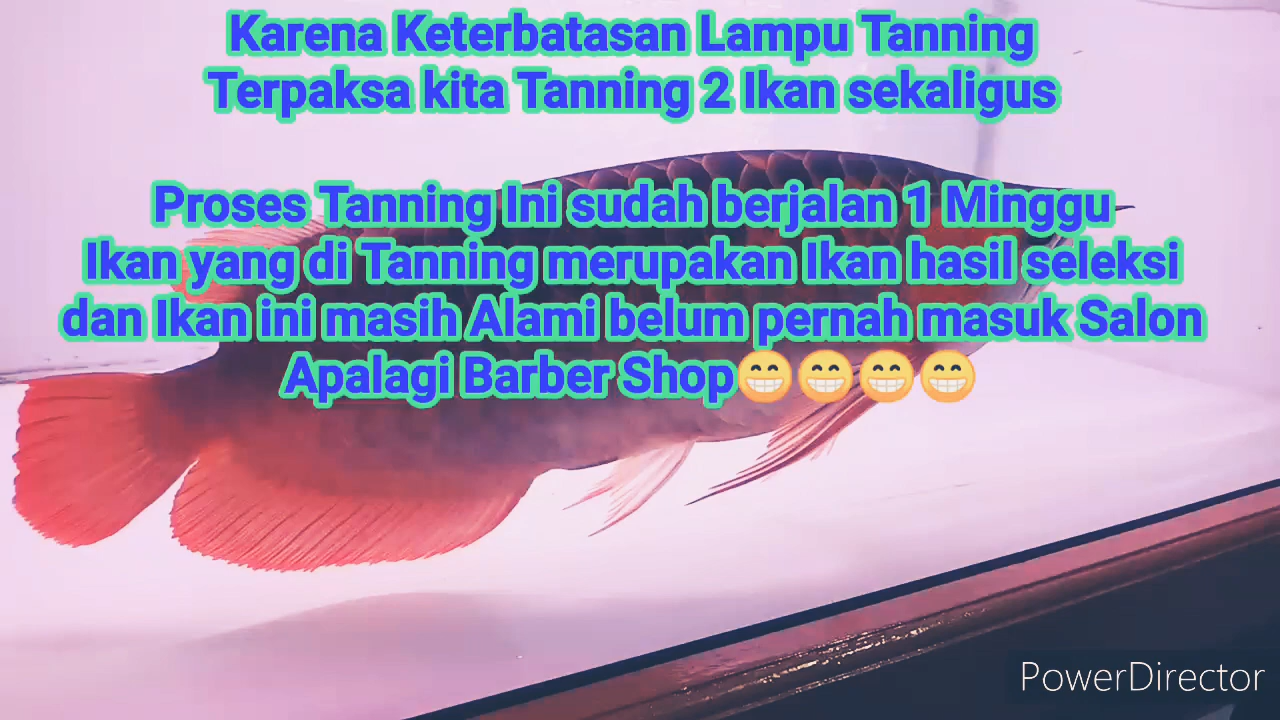 Karena Keterbatasan Lampu Tanning
Terpaksa kita Tanning 2 Ikan sekaligus
Proses Tanning Ini sudah berjalan 1 Minggu
Ikan yang di Tanning merupakan Ikan hasil seleksi
dan Ikan ini masih Alami belum pernah masuk Salon
Apalagi Barber Shop😁😁😁😁
PowerDirector